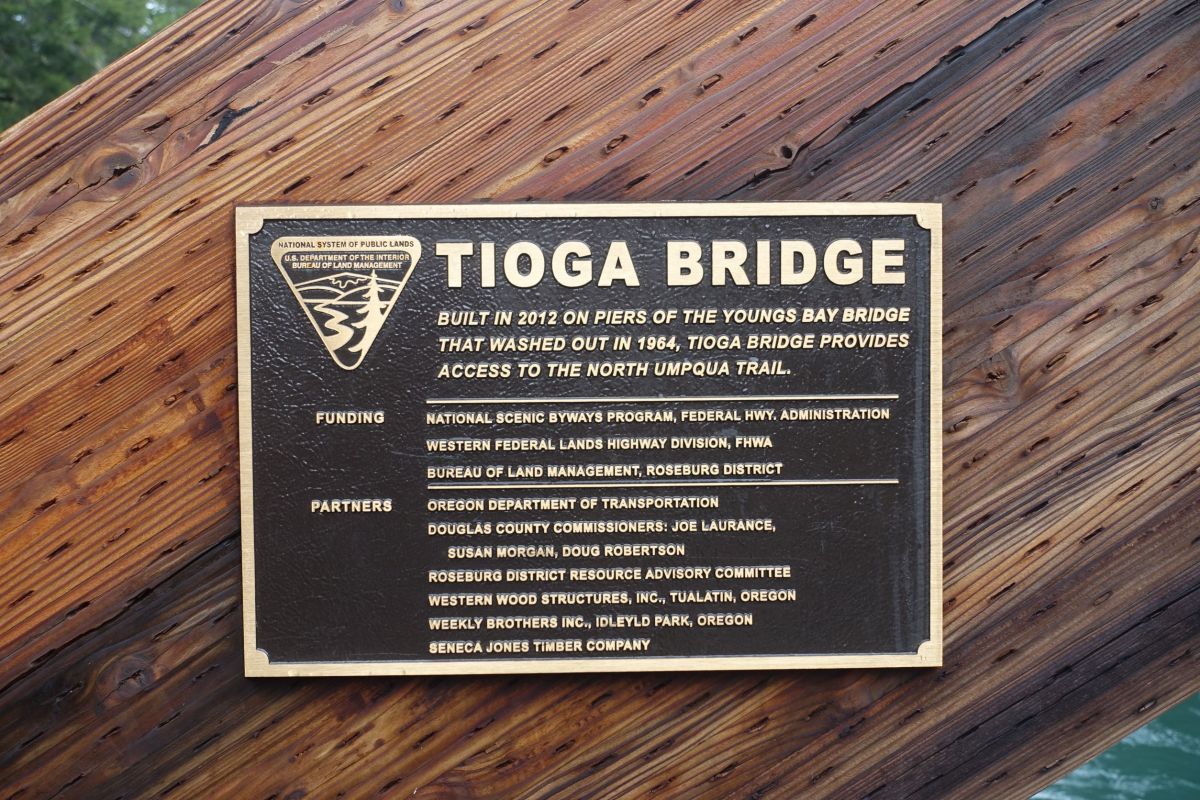 NATIONAL SYSTEM OF PUBLIC LANDS
U.S. DEPARTMENT OF THE INTERIOR
BUREAU OF LAND MANAGEMENT
TIOGA BRIDGE
BUILT IN 2012 ON PIERS OF THE YOUNGS BAY BRIDGE
THAT WASHED OUT IN 1964, TIOGA BRIDGE PROVIDES
ACCESS TO THE NORTH UMPQUA TRAIL.
FUNDING NATIONAL SCENIC BYWAYS PROGRAM, FEDERAL HWY. ADMINISTRATION
WESTERN FEDERAL LANDS HIGHWAY DIVISION, FHWA
BUREAU OF LAND MANAGEMENT, ROSEBURG DISTRICT
PARTNERS OREGON DEPARTMENT OF TRANSPORTATION
DOUGLAS COUNTY COMMISSIONERS: JOE LAURANCE,
SUSAN MORGAN, DOUG ROBERTSON
ROSEBURG DISTRICT RESOURCE ADVISORY COMMITTEE
WESTERN WOOD STRUCTURES, INC., TUALATIN, OREGON
WEEKLY BROTHERS INC., IDLEYLD PARK, OREGON
SENECA JONES TIMBER COMPANY